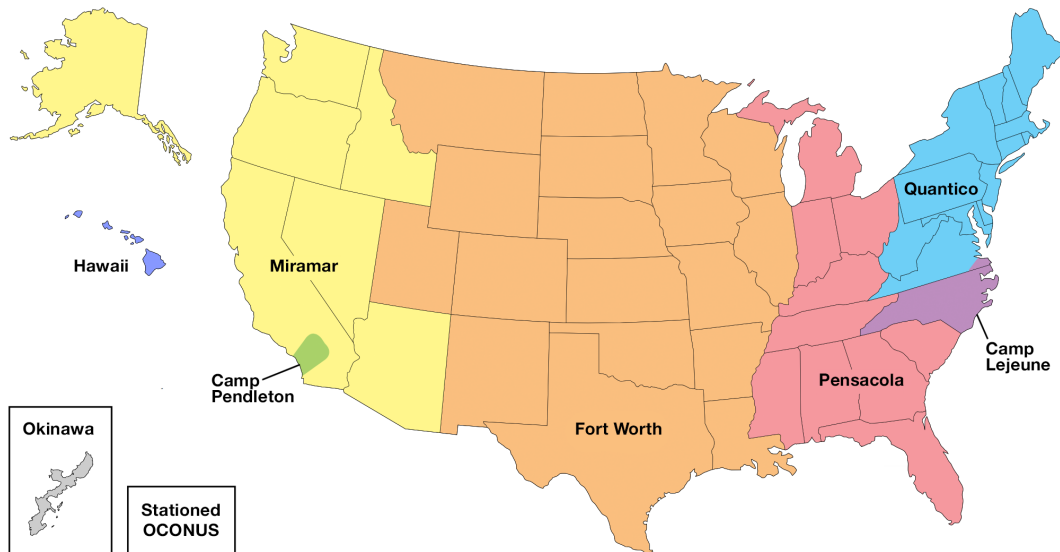 Quantico
Hawaii
Miramar
Camp
Lejeune
Camp
Pendleton
Pensacola
Okinawa
Fort Worth
Stationed
OCONUS